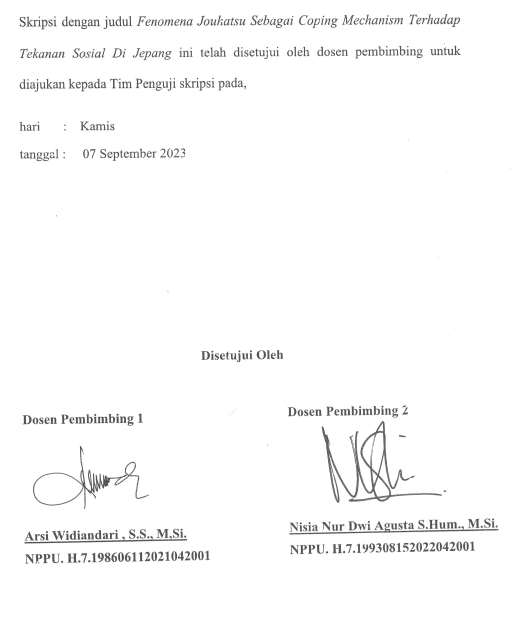 Skripsi dengan judul Fenomena Jouhatsu Sebagai Coping Mechanism Terhadap
Tekanan Sosial Di Jepang ini telah disetujui oleh dosen pembimbing untuk
diajukan kepada Tim Penguji skripsi pada,
hari : Kamis
tanggal : 07 September 2023
Disetujui Oleh
Dosen Pembimbing 1
Dosen Pembimbing 2
Arsi Widiandari , S.S., M,Si.
NPPU. H.7.198606112021042001
Nisia Nur Dwi Agusta S.Hum., M.Si.
NPPU. H.7.199308152022042001